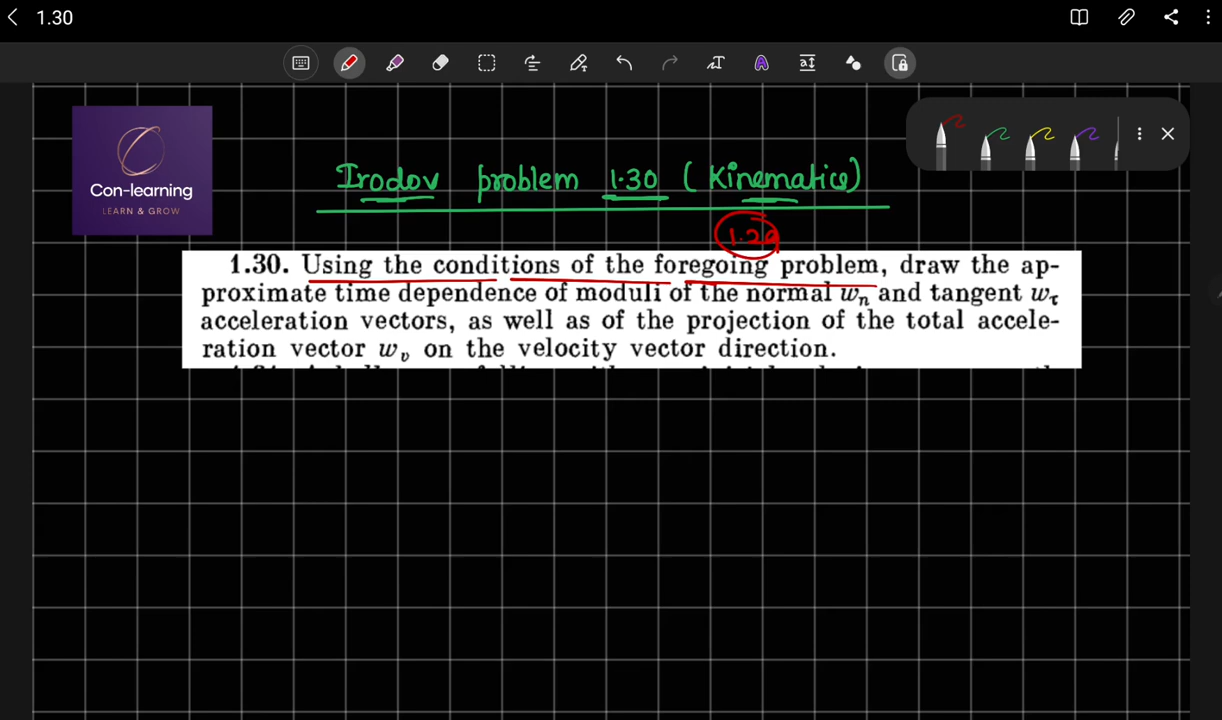 1.30
Con-learning
LEARN & GROW
Irodov problem 1.30 (Kinematics)
1.29
1.30. Using the conditions of the foregoing problem, draw the ap-
proximate time dependence of moduli of the normal wn and tangent wτ
acceleration vectors, as well as of the projection of the total accele-
ration vector wv on the velocity vector direction.